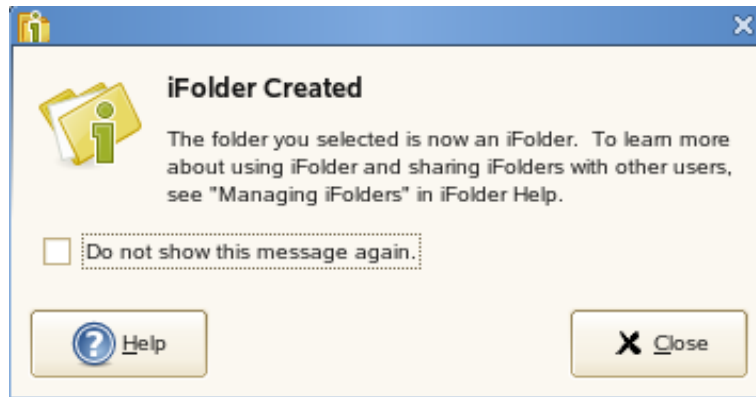 iFolder Created
The folder you selected is now an iFolder. To learn more
about using iFolder and sharing iFolders with other users,
see "Managing iFolders" in iFolder Help.
Do not show this message again.
Help
Close